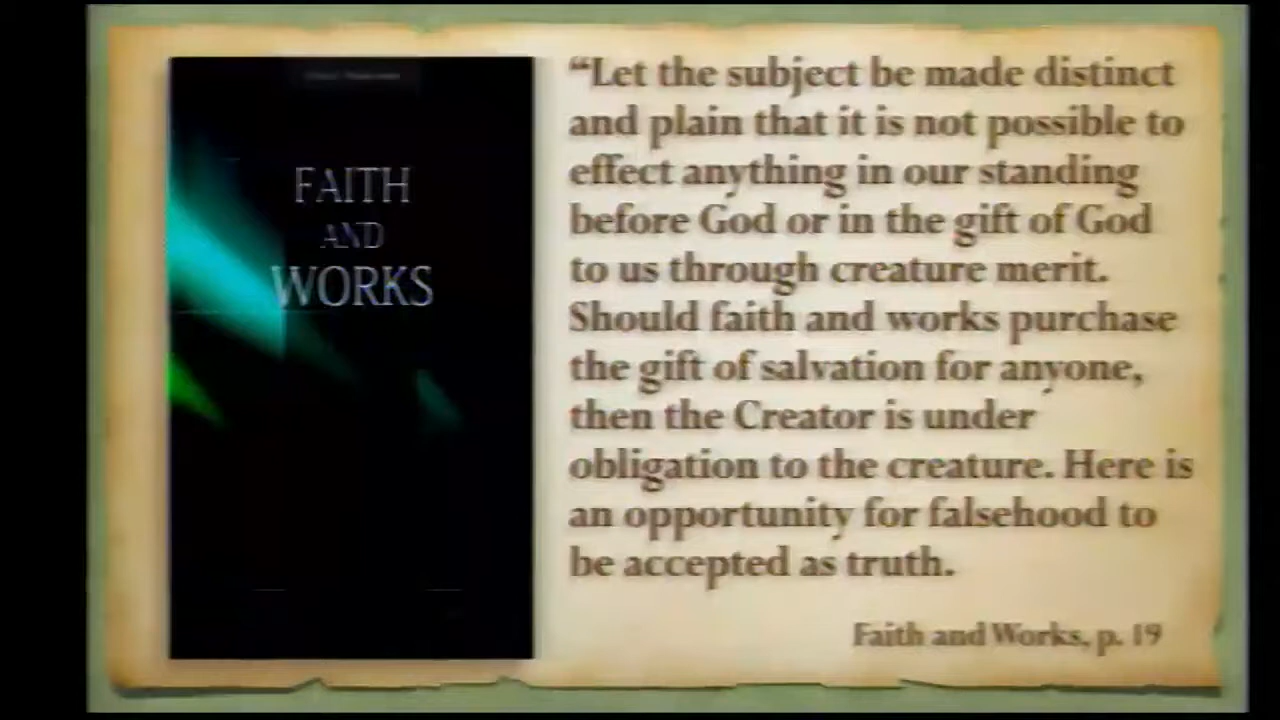 FAITH
AND
WORKS
“Let the subject be made distinct
and plain that it is not possible to
effect anything in our standing
before God or in the gift of God
to us through creature merit.
Should faith and works purchase
the gift of salvation for anyone,
then the Creator is under
obligation to the creature. Here is
an opportunity for falsehood to
be accepted as truth.
Faith and Works, p. 19